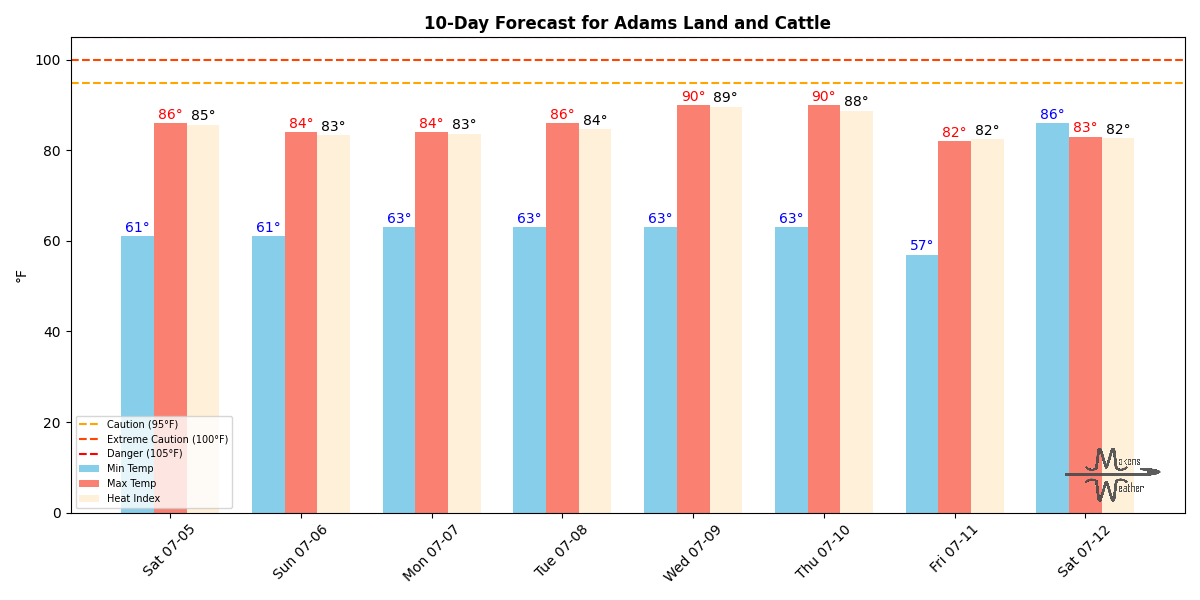 10-Day Forecast for Adams Land and Cattle
100
80
60
40
20
0
°F
61° 86° 85°
61° 84° 83°
63° 84° 83°
63° 86° 84°
63° 90° 89°
63° 90° 88°
57° 82° 82°
86° 83° 82°
Caution (95°F)
Extreme Caution (100°F)
Danger (105°F)
Min Temp
Max Temp
Heat Index
Sat 07-05
Sun 07-06
Mon 07-07
Tue 07-08
Wed 07-09
Thu 07-10
Fri 07-11
Sat 07-12